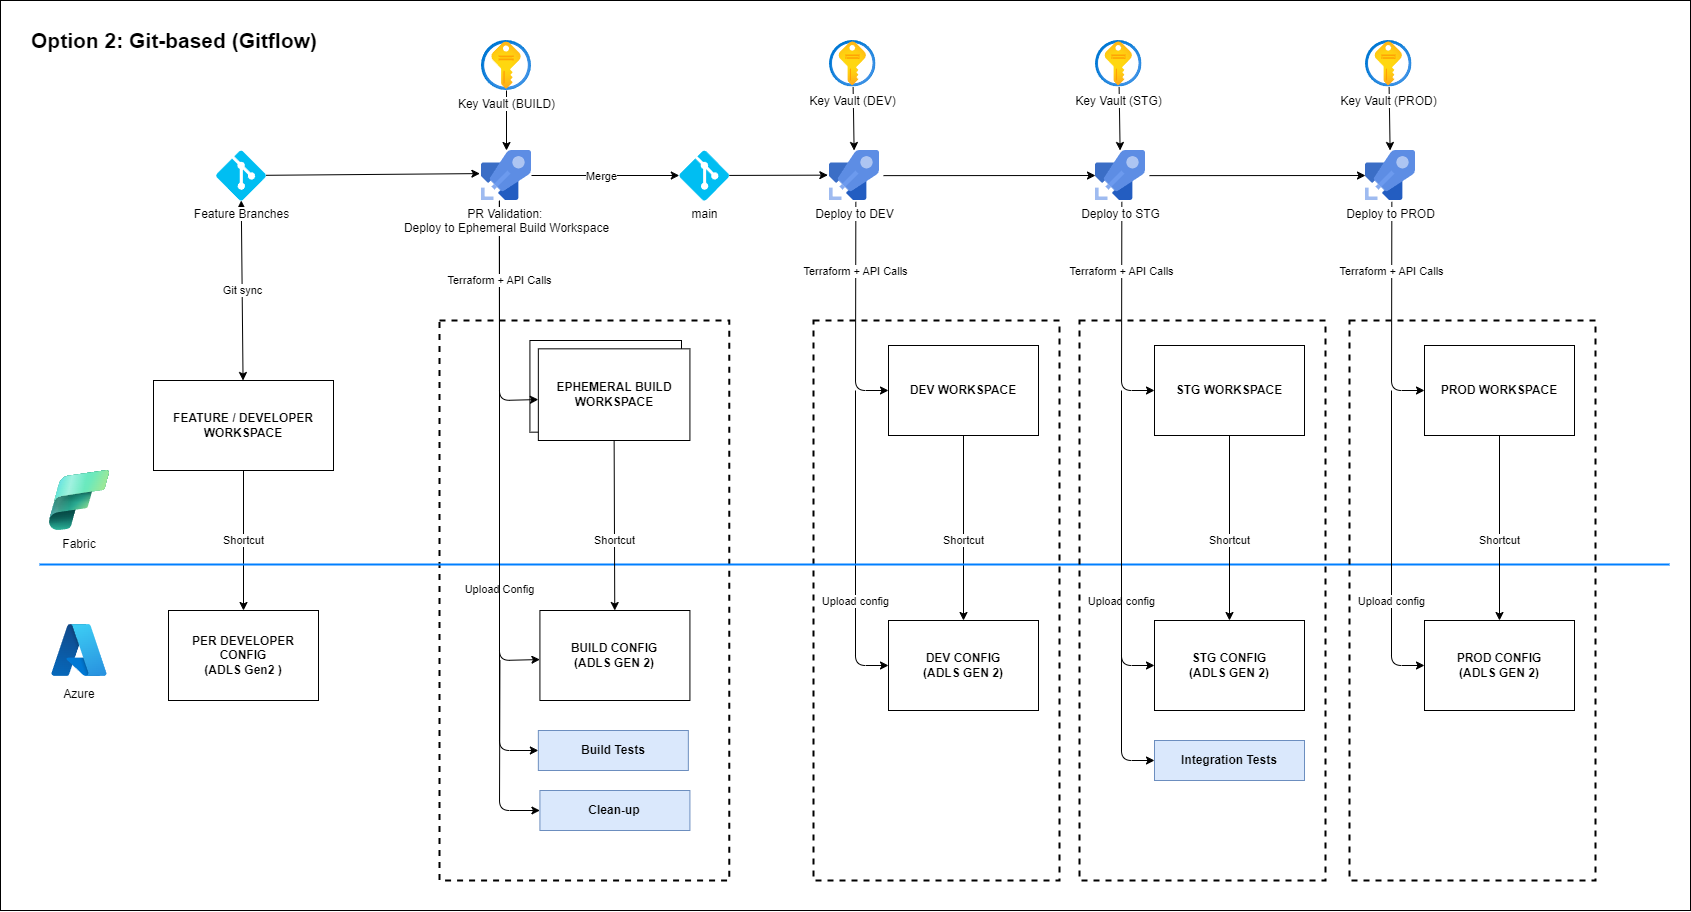 Option 2: Git-based (Gitflow)
Key Vault (BUILD)
Key Vault (DEV)
Key Vault (STG)
Key Vault (PROD)
Merge
Feature Branches
PR Validation:
Deploy to Ephemeral Build Workspace
main
Deploy to DEV
Deploy to STG
Deploy to PROD
Git sync
Terraform + API Calls
Terraform + API Calls
Terraform + API Calls
Terraform + API Calls
FEATURE / DEVELOPER
WORKSPACE
EPHEMERAL BUILD
WORKSPACE
DEV WORKSPACE
STG WORKSPACE
PROD WORKSPACE
Fabric
Shortcut
Shortcut
Shortcut
Shortcut
Shortcut
Upload Config
Upload config
Upload config
Upload config
Azure
PER DEVELOPER
CONFIG
(ADLS Gen2 )
BUILD CONFIG
(ADLS GEN 2)
DEV CONFIG
(ADLS GEN 2)
STG CONFIG
(ADLS GEN 2)
PROD CONFIG
(ADLS GEN 2)
Build Tests
Integration Tests
Clean-up